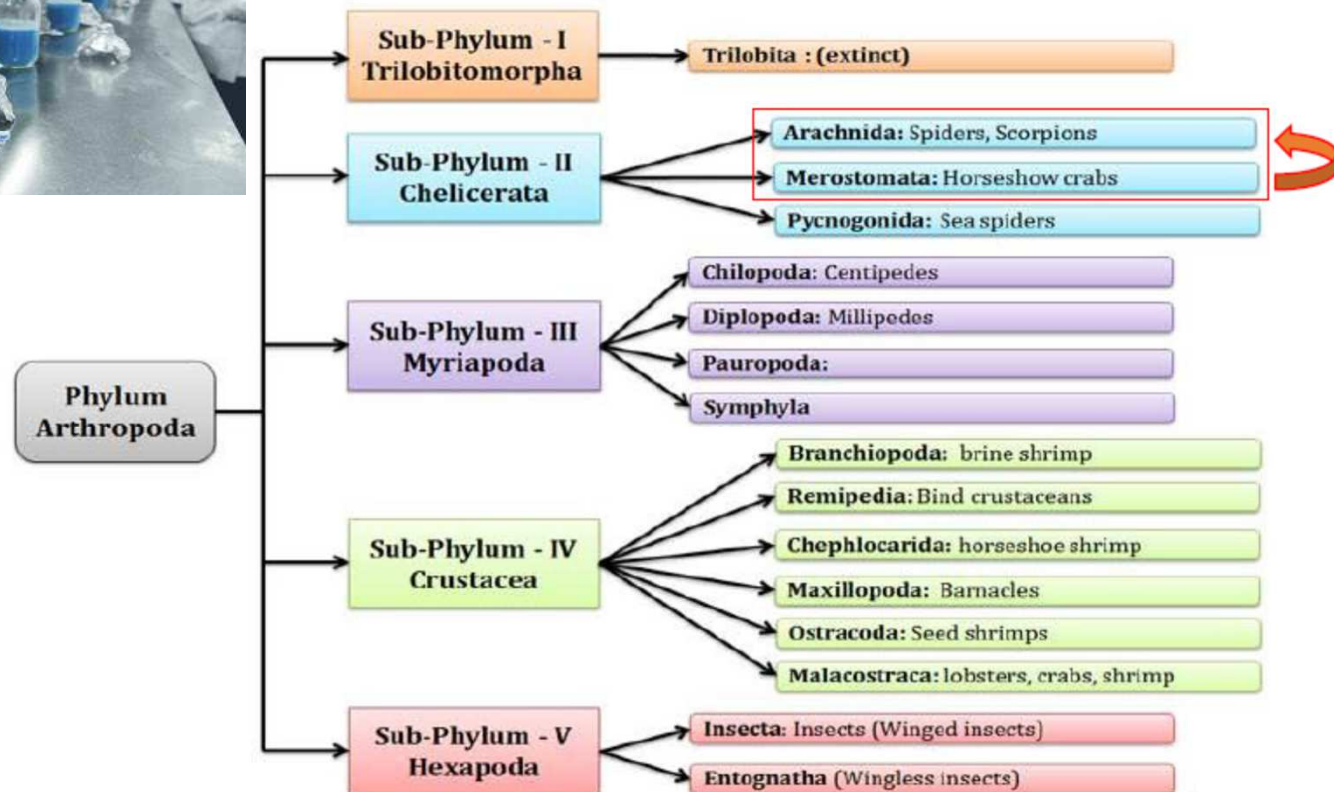 Phylum
Arthropoda
Sub-Phylum - I
Trilobitomorpha
Trilobita : (extinct)
Sub-Phylum - II
Chelicerata
Arachnida: Spiders, Scorpions
Merostomata: Horseshow crabs
Pycnogonida: Sea spiders
Sub-Phylum - III
Myriapoda
Chilopoda: Centipedes
Diplopoda: Millipedes
Pauropoda:
Symphyla
Sub-Phylum - IV
Crustacea
Branchiopoda: brine shrimp
Remipedia: Bind crustaceans
Chephlocarida: horseshoe shrimp
Maxillopoda: Barnacles
Ostracoda: Seed shrimps
Malacostraca: lobsters, crabs, shrimp
Sub-Phylum - V
Hexapoda
Insecta: Insects (Winged insects)
Entognatha (Wingless insects)